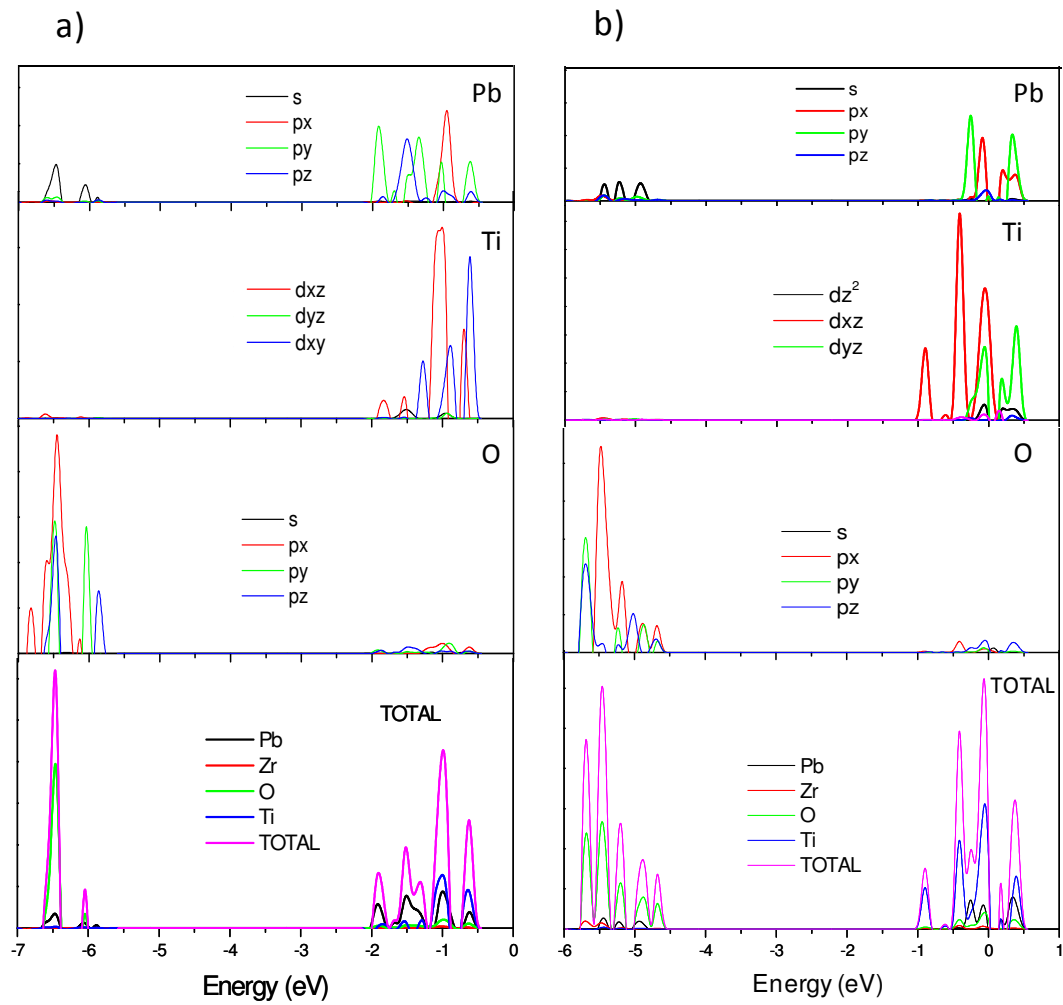 a)
b)
Pb
s
px
py
pz
Pb
s
px
py
pz
Ti
dxz
dyz
dxy
Ti
dz²
dxz
dyz
O
s
px
py
pz
O
s
px
py
pz
TOTAL
Pb
Zr
O
Ti
TOTAL
TOTAL
Pb
Zr
O
Ti
TOTAL
-7 -6 -5 -4 -3 -2 -1 0
-6 -5 -4 -3 -2 -1 0 1
Energy (eV)
Energy (eV)